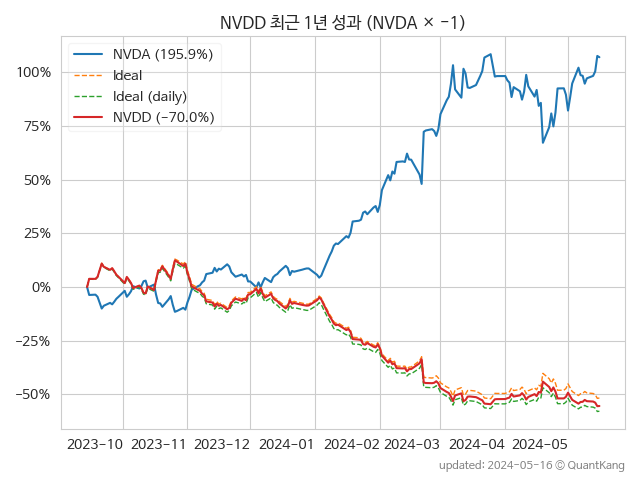 NVDD 최근 1년 성과 (NVDA × −1)
NVDA (195.9%)
Ideal
Ideal (daily)
NVDD (−70.0%)
100%
75%
50%
25%
0%
−25%
−50%
2023-10 2023-11 2023-12 2024-01 2024-02 2024-03 2024-04 2024-05
updated: 2024-05-16 © QuantKang